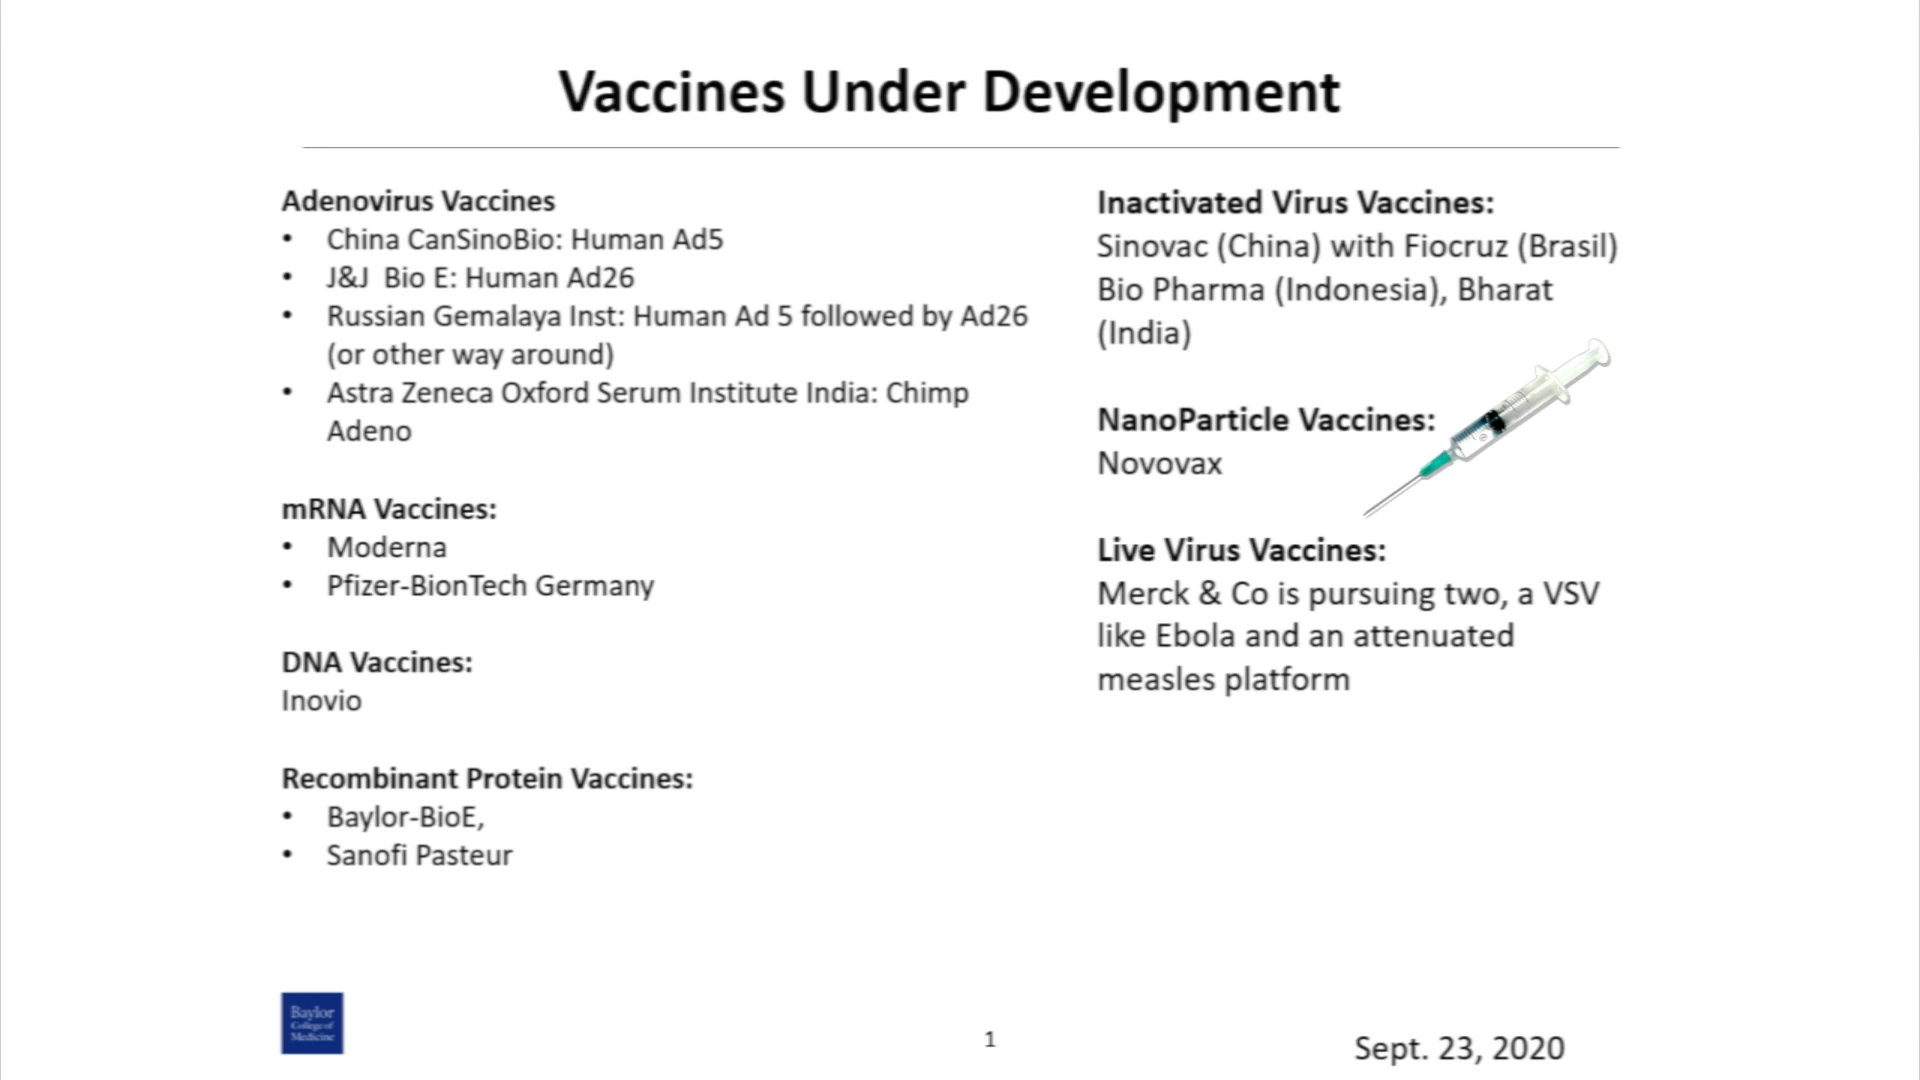 Vaccines Under Development
Adenovirus Vaccines
• China CanSinoBio: Human Ad5
• J&J Bio E: Human Ad26
• Russian Gemalaya Inst: Human Ad 5 followed by Ad26
(or other way around)
• Astra Zeneca Oxford Serum Institute India: Chimp
Adeno
mRNA Vaccines:
• Moderna
• Pfizer-BionTech Germany
DNA Vaccines:
Inovio
Recombinant Protein Vaccines:
• Baylor-BioE,
• Sanofi Pasteur
Inactivated Virus Vaccines:
Sinovac (China) with Fiocruz (Brasil)
Bio Pharma (Indonesia), Bharat
(India)
NanoParticle Vaccines:
Novovax
Live Virus Vaccines:
Merck & Co is pursuing two, a VSV
like Ebola and an attenuated
measles platform
Baylor
College of
Medicine
1
Sept. 23, 2020